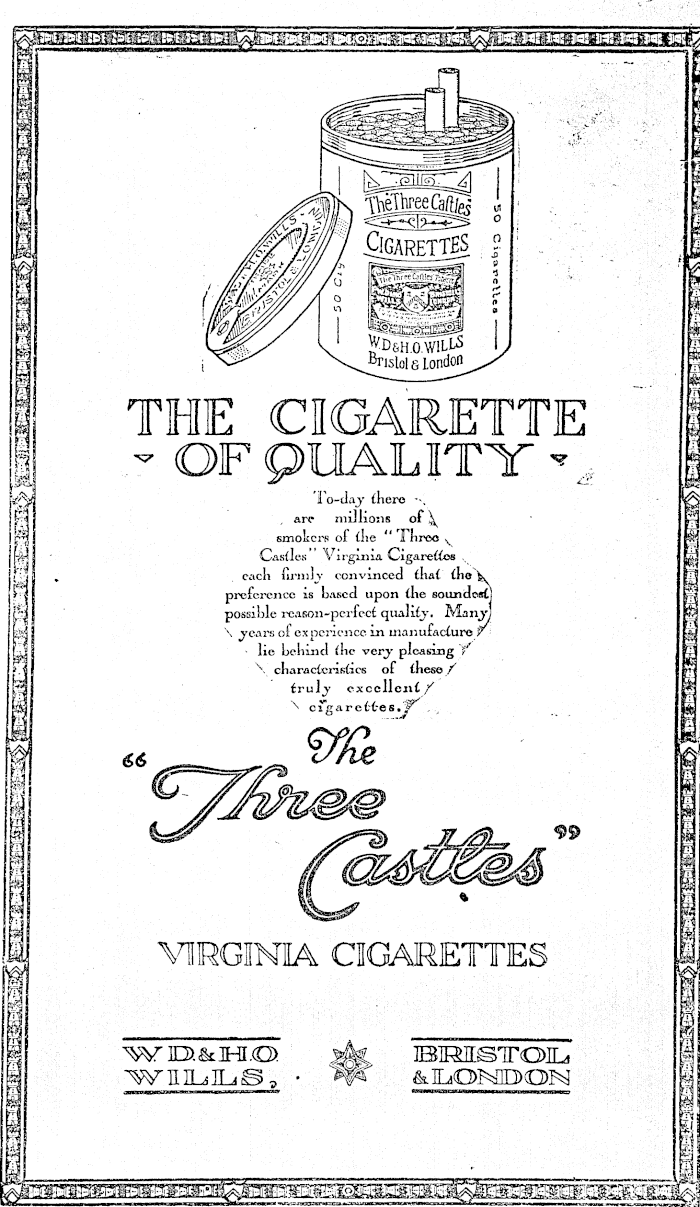 "The Three Castles"
CIGARETTES
50 Cigarettes
W.D.&H.O.WILLS
Bristol & London
THE CIGARETTE
OF QUALITY
To-day there
are millions of
smokers of the "Three
Castles" Virginia Cigarettes
each firmly convinced that the
preference is based upon the soundest
possible reason-perfect quality. Many
years of experience in manufacture
lie behind the very pleasing
characteristics of these
truly excellent
cigarettes.
The
"Three
Castles"
VIRGINIA CIGARETTES
W D & H O
WILLS,
BRISTOL
& LONDON